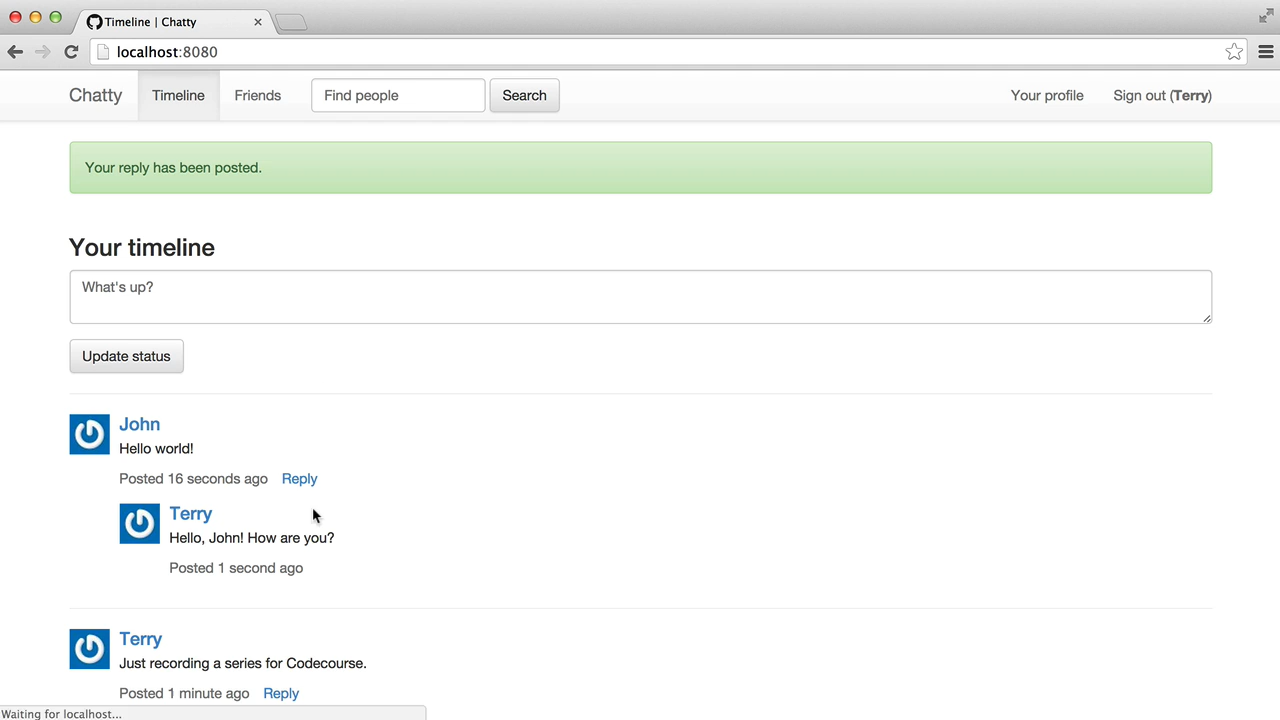 Timeline | Chatty
localhost:8080
Chatty Timeline Friends Find people Search Your profile Sign out (Terry)
Your reply has been posted.
Your timeline
What's up?
Update status
John
Hello world!
Posted 16 seconds ago Reply
Terry
Hello, John! How are you?
Posted 1 second ago
Terry
Just recording a series for Codecourse.
Posted 1 minute ago Reply
Waiting for localhost...